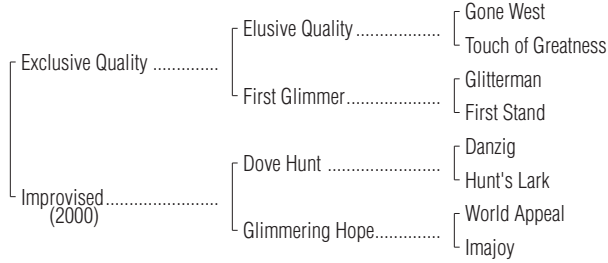 Gone West
Elusive Quality ..................
Touch of Greatness
Exclusive Quality ..............
Glitterman
First Glimmer....................
First Stand
Danzig
Dove Hunt ........................
Hunt's Lark
Improvised........................
(2000)
World Appeal
Glimmering Hope..............
Imajoy